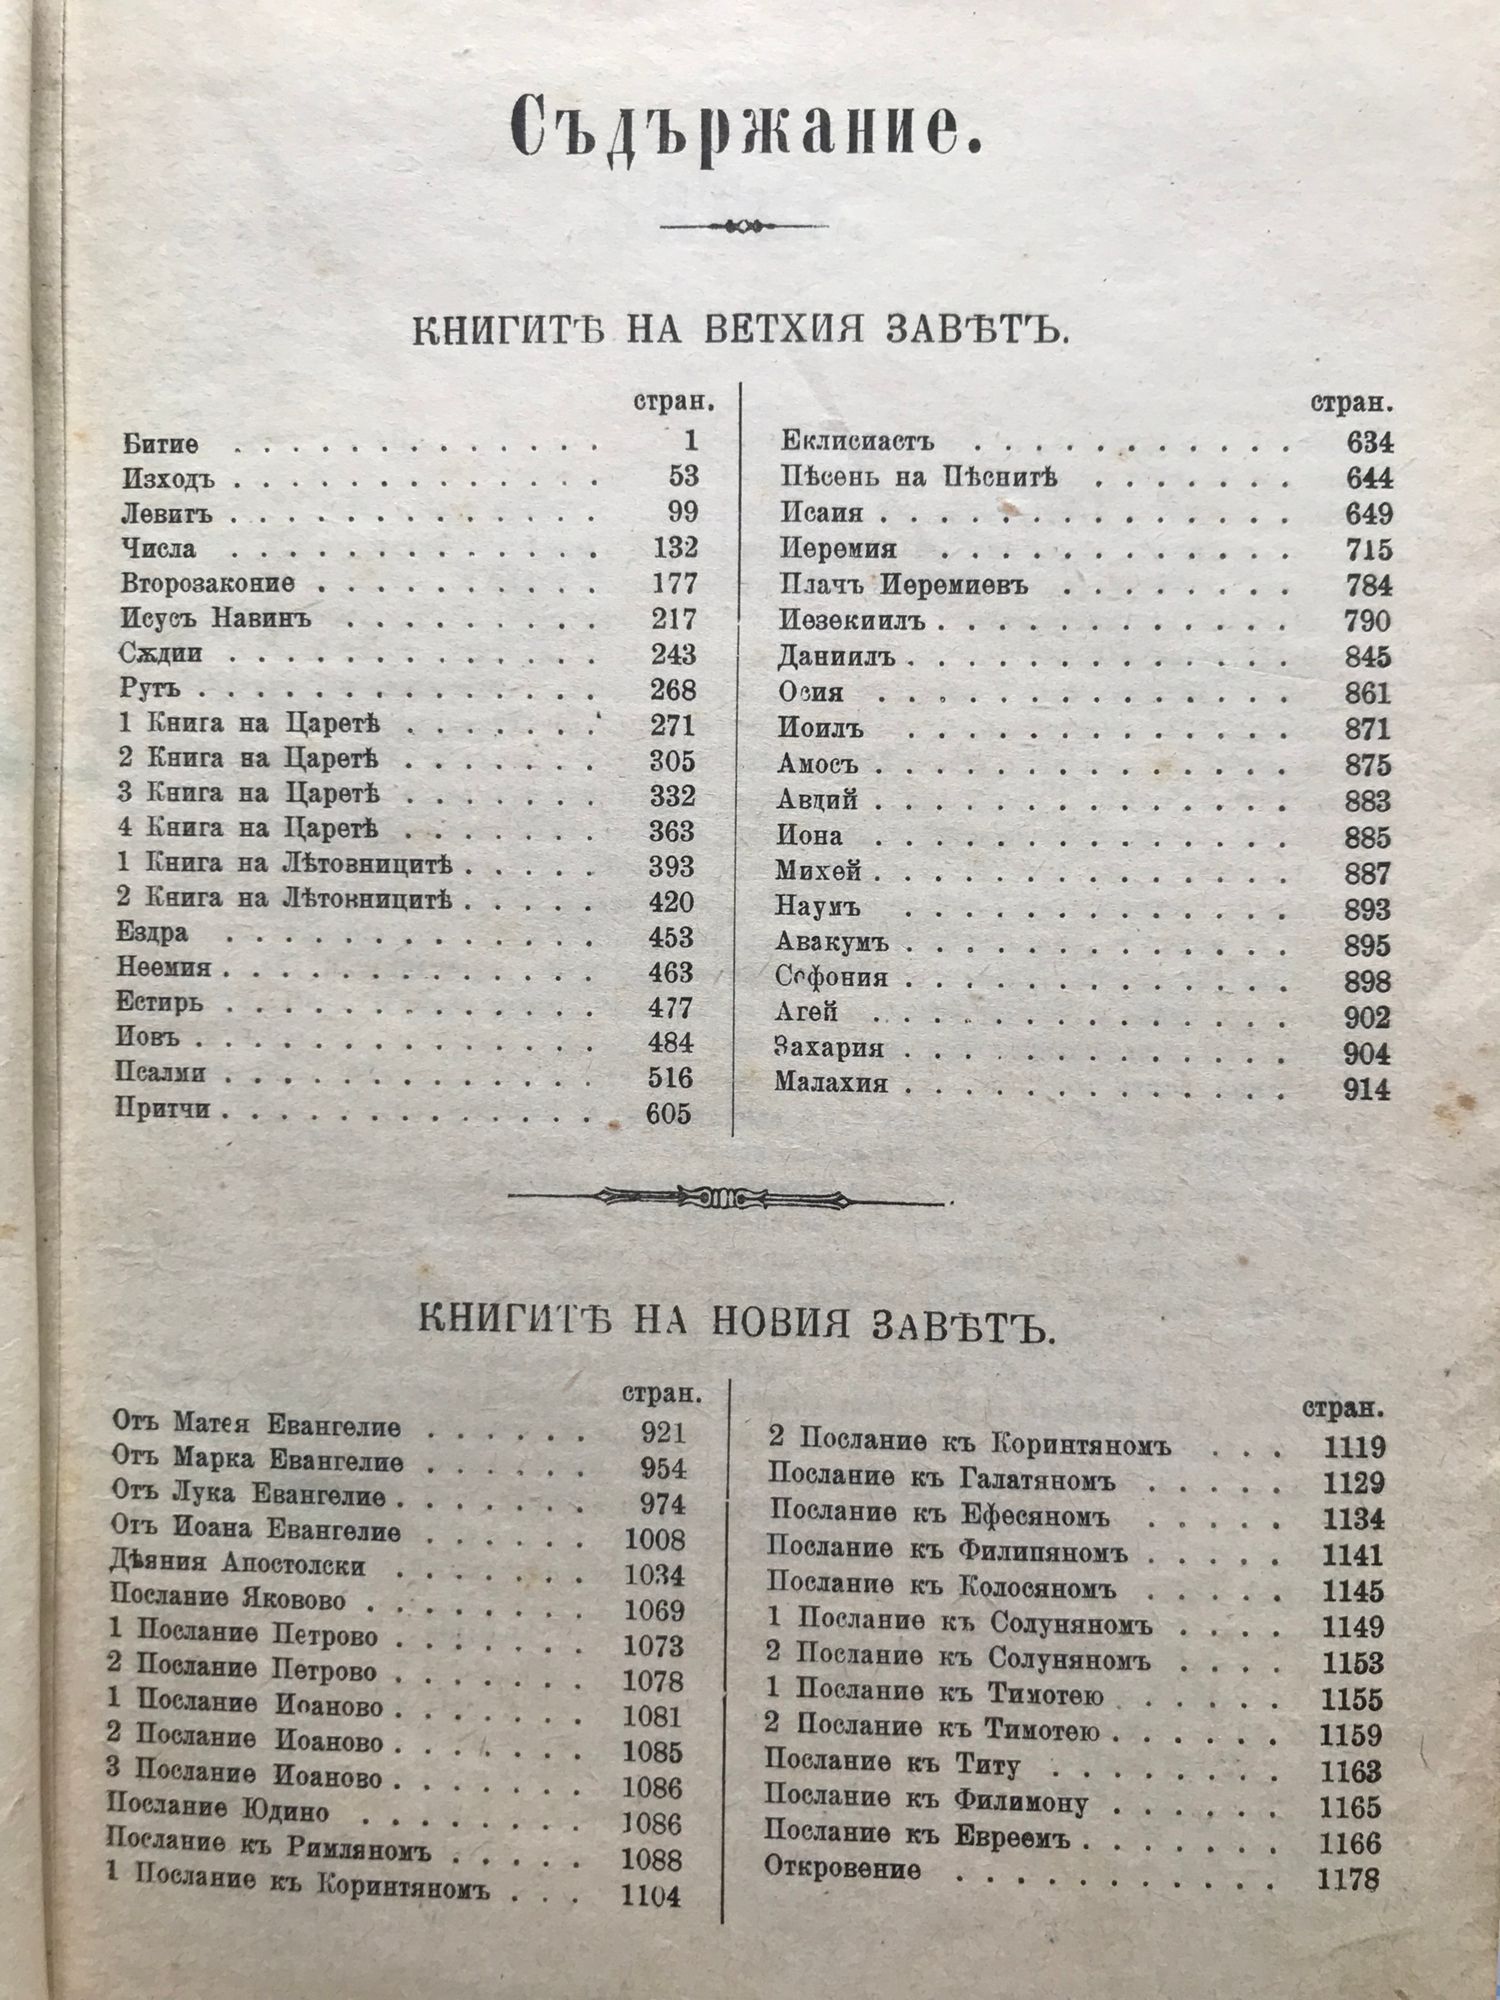 Съдържание.
КНИГИТѢ НА ВЕТХИЯ ЗАВѢТЪ.
стран.
Битие . . . . . . . . . . . . . 1
Изходъ . . . . . . . . . . . . . 53
Левитъ . . . . . . . . . . . . . 99
Числа . . . . . . . . . . . . . 132
Второзаконие . . . . . . . . . . 177
Исусъ Навинъ . . . . . . . . . 217
Сѫдии . . . . . . . . . . . . . 243
Рутъ . . . . . . . . . . . . . . 268
1 Книга на Царетѣ . . . . . . . 271
2 Книга на Царетѣ . . . . . . . 305
3 Книга на Царетѣ . . . . . . . 332
4 Книга на Царетѣ . . . . . . . 363
1 Книга на Лѣтовницитѣ . . . . . 393
2 Книга на Лѣтовницитѣ . . . . . 420
Ездра . . . . . . . . . . . . . 453
Неемия . . . . . . . . . . . . . 463
Естирь . . . . . . . . . . . . . 477
Иовъ . . . . . . . . . . . . . . 484
Псалми . . . . . . . . . . . . . 516
Притчи . . . . . . . . . . . . . 605
стран.
Еклисиастъ . . . . . . . . . . . 634
Пѣсень на Пѣснитѣ . . . . . . . 644
Исаия . . . . . . . . . . . . . . 649
Иеремия . . . . . . . . . . . . 715
Плачъ Иеремиевъ . . . . . . . . 784
Иезекиилъ . . . . . . . . . . . . 790
Даниилъ . . . . . . . . . . . . . 845
Осия . . . . . . . . . . . . . . 861
Иоилъ . . . . . . . . . . . . . 871
Амосъ . . . . . . . . . . . . . . 875
Авдий . . . . . . . . . . . . . . 883
Иона . . . . . . . . . . . . . . 885
Михей . . . . . . . . . . . . . . 887
Наумъ . . . . . . . . . . . . . 893
Авакумъ . . . . . . . . . . . . . 895
Софония . . . . . . . . . . . . . 898
Агей . . . . . . . . . . . . . . 902
Захария . . . . . . . . . . . . . 904
Малахия . . . . . . . . . . . . . 914
КНИГИТѢ НА НОВИЯ ЗАВѢТЪ.
стран.
Отъ Матея Евангелие . . . . . . 921
Отъ Марка Евангелие . . . . . . 954
Отъ Лука Евангелие . . . . . . . 974
Отъ Иоана Евангелие . . . . . . 1008
Дѣяния Апостолски . . . . . . . 1034
Послание Яковово . . . . . . . . 1069
1 Послание Петрово . . . . . . . 1073
2 Послание Петрово . . . . . . . 1078
1 Послание Иоаново . . . . . . . 1081
2 Послание Иоаново . . . . . . . 1085
3 Послание Иоаново . . . . . . . 1086
Послание Юдино . . . . . . . . 1086
Послание къ Римляномъ . . . . . 1088
1 Послание къ Коринтяномъ . . . 1104
стран.
2 Послание къ Коринтяномъ . . . 1119
Послание къ Галатяномъ . . . . . 1129
Послание къ Ефесяномъ . . . . . 1134
Послание къ Филипяномъ . . . . . 1141
Послание къ Колосяномъ . . . . . 1145
1 Послание къ Солуняномъ . . . . 1149
2 Послание къ Солуняномъ . . . . 1153
1 Послание къ Тимотею . . . . . . 1155
2 Послание къ Тимотею . . . . . . 1159
Послание къ Титу . . . . . . . . 1163
Послание къ Филимону . . . . . . 1165
Послание къ Евреемъ . . . . . . . 1166
Откровение . . . . . . . . . . . 1178